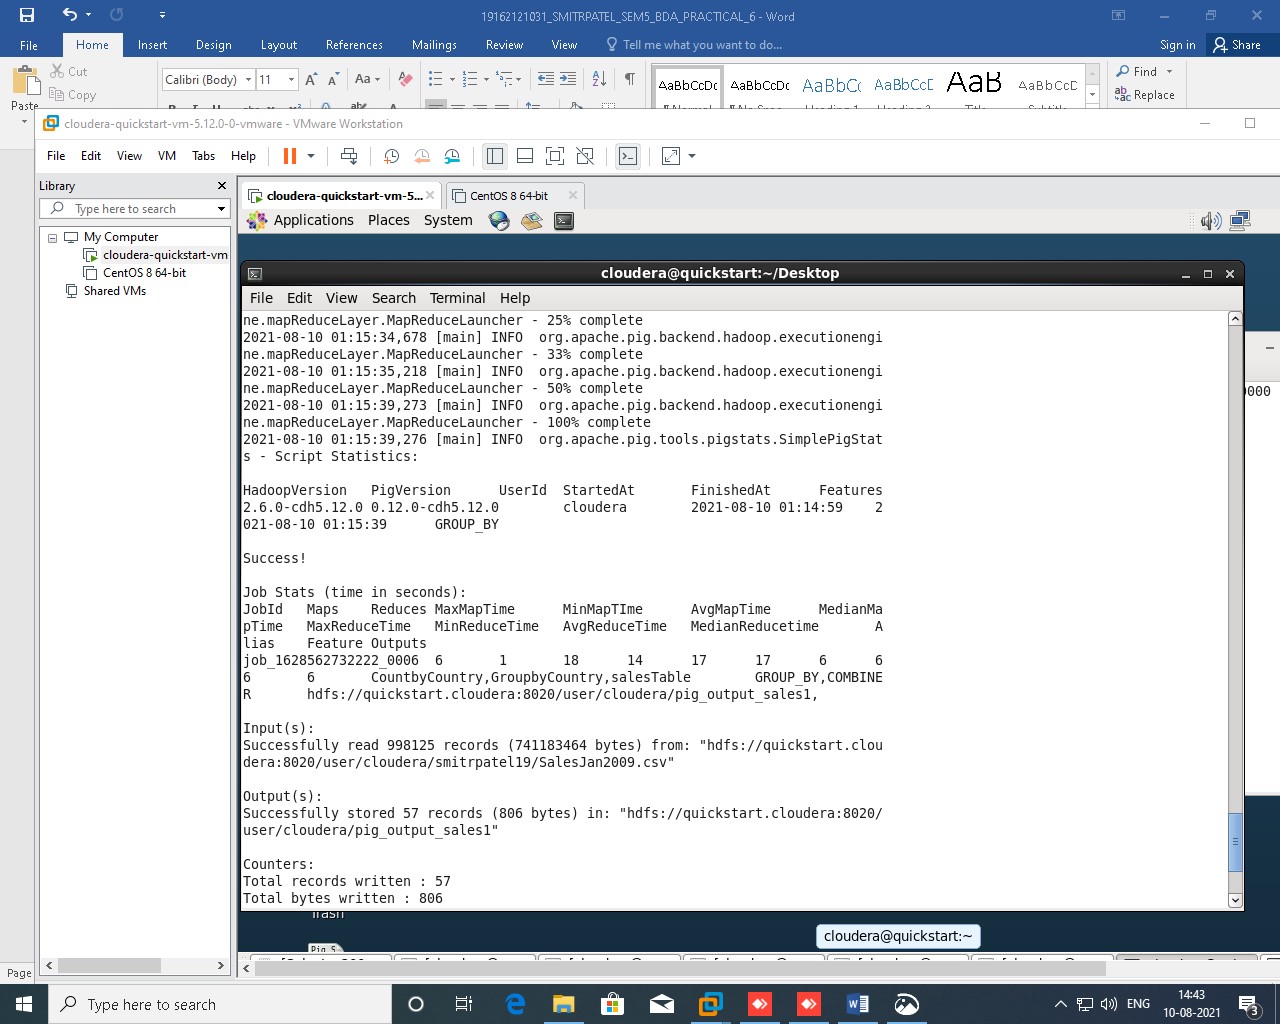 19162121031_SMITRPATEL_SEM5_BDA_PRACTICAL_6 - Word
File Home Insert Design Layout References Mailings Review View Tell me what you want to do... Sign in Share
Cut
Copy
Paste
Calibri (Body) 11
AaBbCcDc AaBbCcDc AaBbCc AaBbCcD AaB AaBbCcD
Find
Replace
cloudera-quickstart-vm-5.12.0-0-vmware - VMware Workstation
File Edit View VM Tabs Help
Library
Type here to search
My Computer
cloudera-quickstart-vm
CentOS 8 64-bit
Shared VMs
cloudera-quickstart-vm-5... CentOS 8 64-bit
Applications Places System
cloudera@quickstart:~/Desktop
File Edit View Search Terminal Help
ne.mapReduceLayer.MapReduceLauncher - 25% complete
2021-08-10 01:15:34,678 [main] INFO org.apache.pig.backend.hadoop.executionengi
ne.mapReduceLayer.MapReduceLauncher - 33% complete
2021-08-10 01:15:35,218 [main] INFO org.apache.pig.backend.hadoop.executionengi
ne.mapReduceLayer.MapReduceLauncher - 50% complete
2021-08-10 01:15:39,273 [main] INFO org.apache.pig.backend.hadoop.executionengi
ne.mapReduceLayer.MapReduceLauncher - 100% complete
2021-08-10 01:15:39,276 [main] INFO org.apache.pig.tools.pigstats.SimplePigStat
s - Script Statistics:
HadoopVersion PigVersion UserId StartedAt FinishedAt Features
2.6.0-cdh5.12.0 0.12.0-cdh5.12.0 cloudera 2021-08-10 01:14:59 2
021-08-10 01:15:39 GROUP_BY
Success!
Job Stats (time in seconds):
JobId Maps Reduces MaxMapTime MinMapTIme AvgMapTime MedianMa
pTime MaxReduceTime MinReduceTime AvgReduceTime MedianReducetime A
lias Feature Outputs
job_1628562732222_0006 6 1 18 14 17 17 6 6
6 6 CountbyCountry,GroupbyCountry,salesTable GROUP_BY,COMBINE
R hdfs://quickstart.cloudera:8020/user/cloudera/pig_output_sales1,
Input(s):
Successfully read 998125 records (741183464 bytes) from: "hdfs://quickstart.clou
dera:8020/user/cloudera/smitrpatel19/SalesJan2009.csv"
Output(s):
Successfully stored 57 records (806 bytes) in: "hdfs://quickstart.cloudera:8020/
user/cloudera/pig_output_sales1"
Counters:
Total records written : 57
Total bytes written : 806
Trash
cloudera@quickstart:~
Page
Type here to search
ENG
14:43
10-08-2021
3